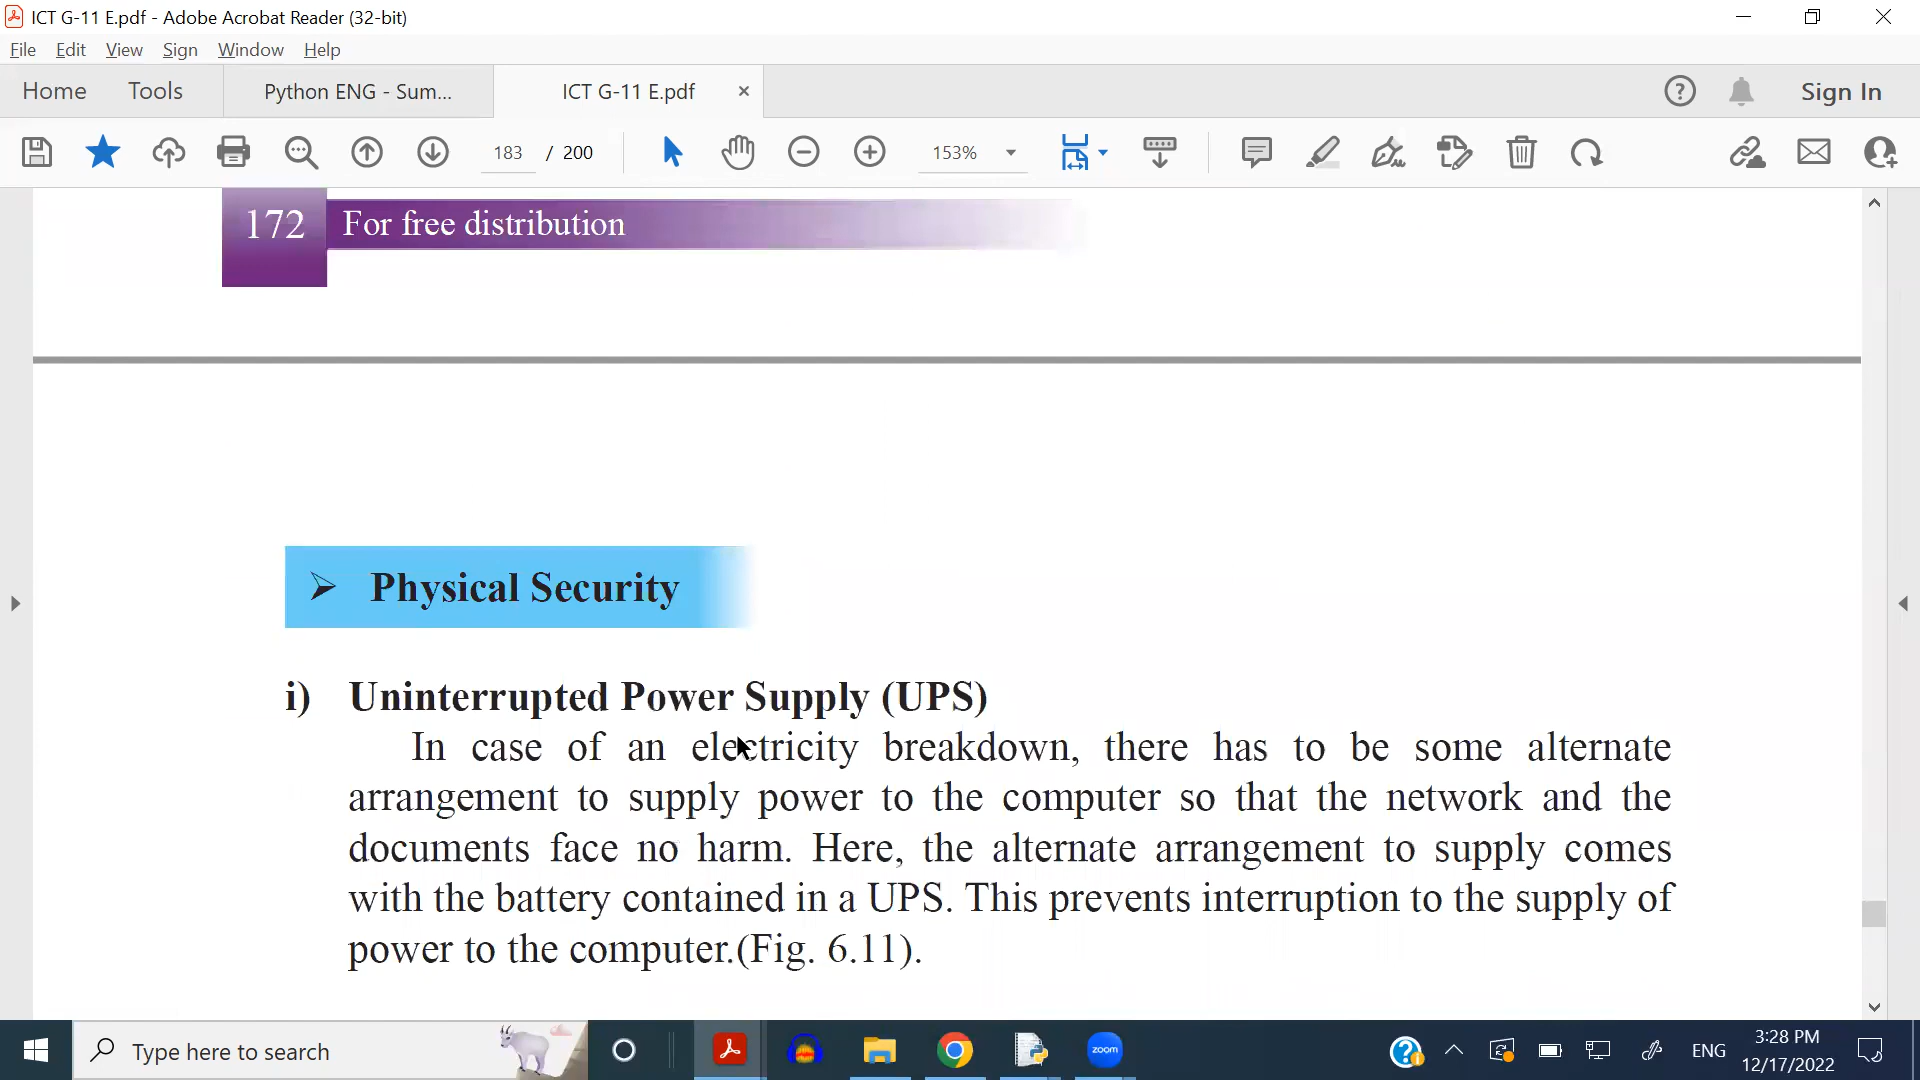 ICT G-11 E.pdf - Adobe Acrobat Reader (32-bit)
File Edit View Sign Window Help
Home Tools Python ENG - Sum... ICT G-11 E.pdf × Sign In
183 / 200 153%
172 For free distribution
➢ Physical Security
i) Uninterrupted Power Supply (UPS)
In case of an electricity breakdown, there has to be some alternate
arrangement to supply power to the computer so that the network and the
documents face no harm. Here, the alternate arrangement to supply comes
with the battery contained in a UPS. This prevents interruption to the supply of
power to the computer.(Fig. 6.11).
Type here to search zoom ENG 3:28 PM
12/17/2022